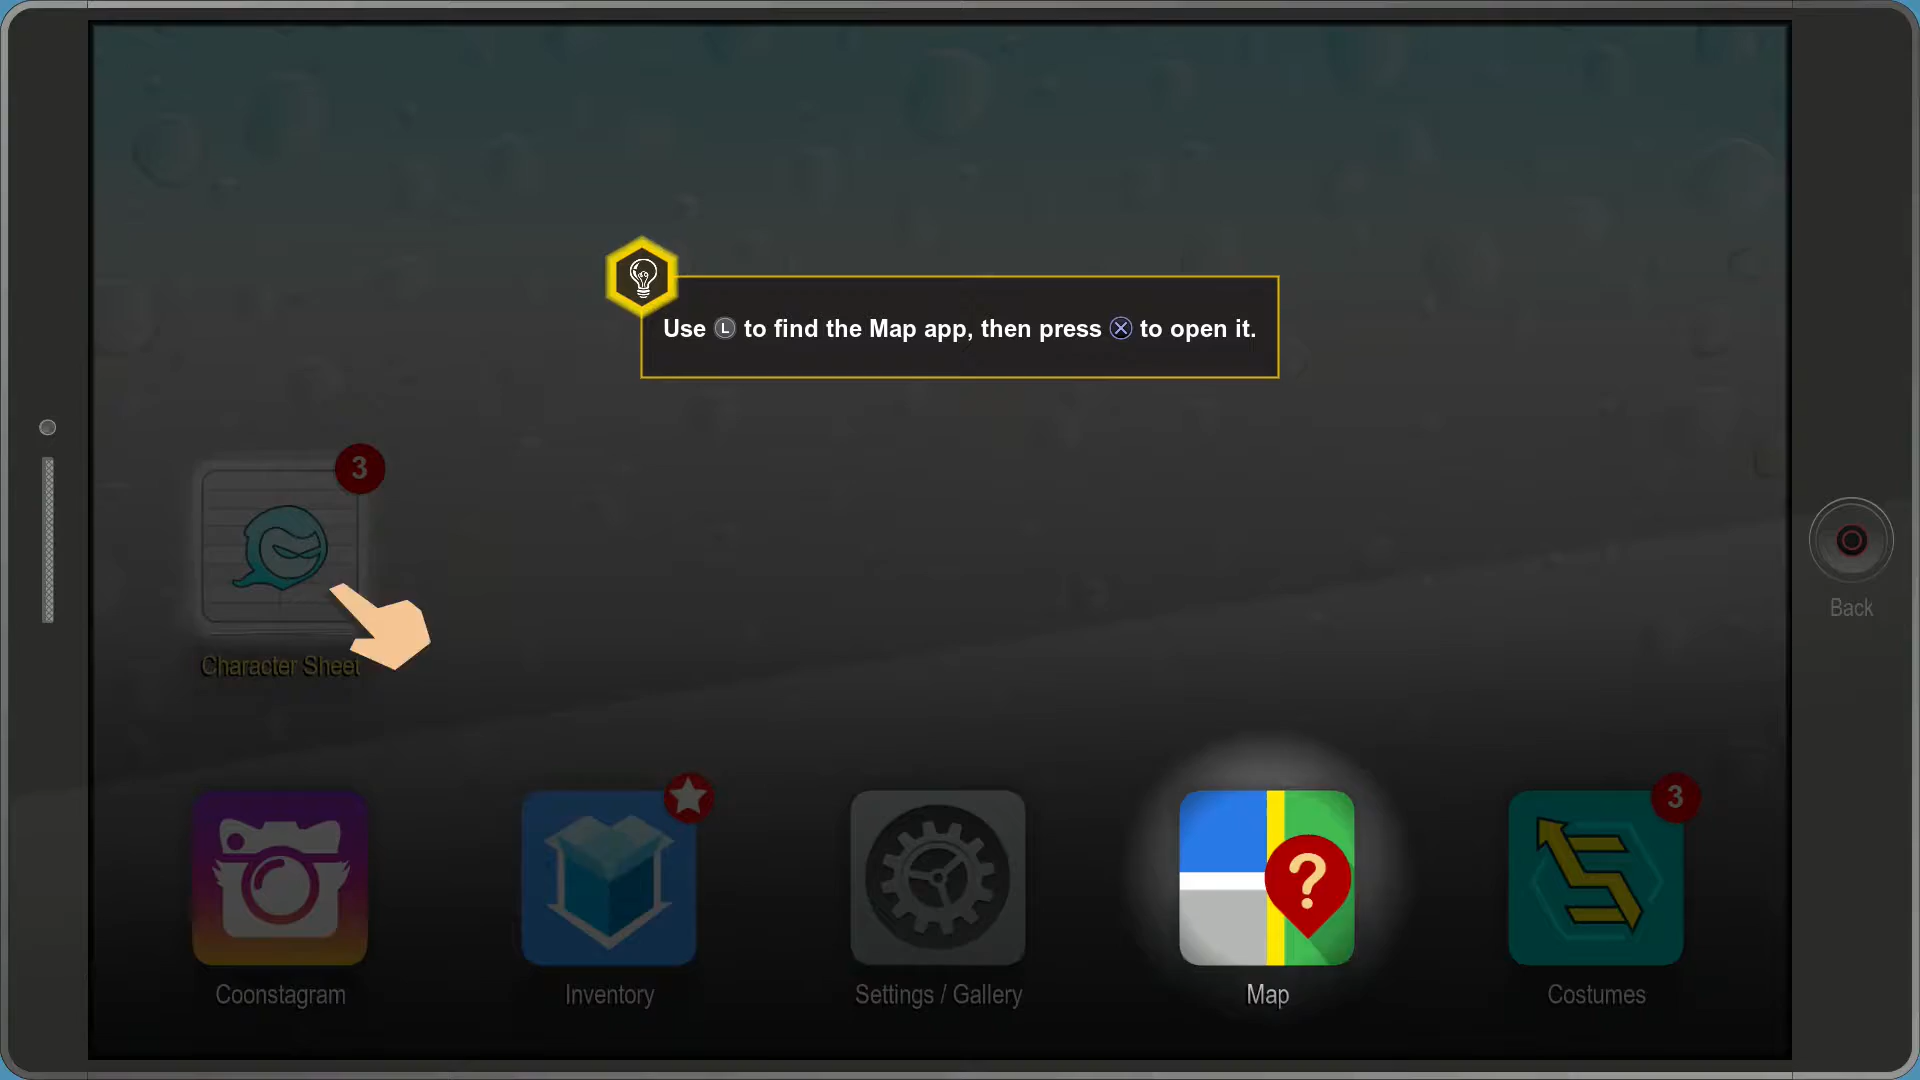 Use L to find the Map app, then press X to open it.
3
Character Sheet
Back
3
?
Coonstagram
Inventory
Settings / Gallery
Map
Costumes